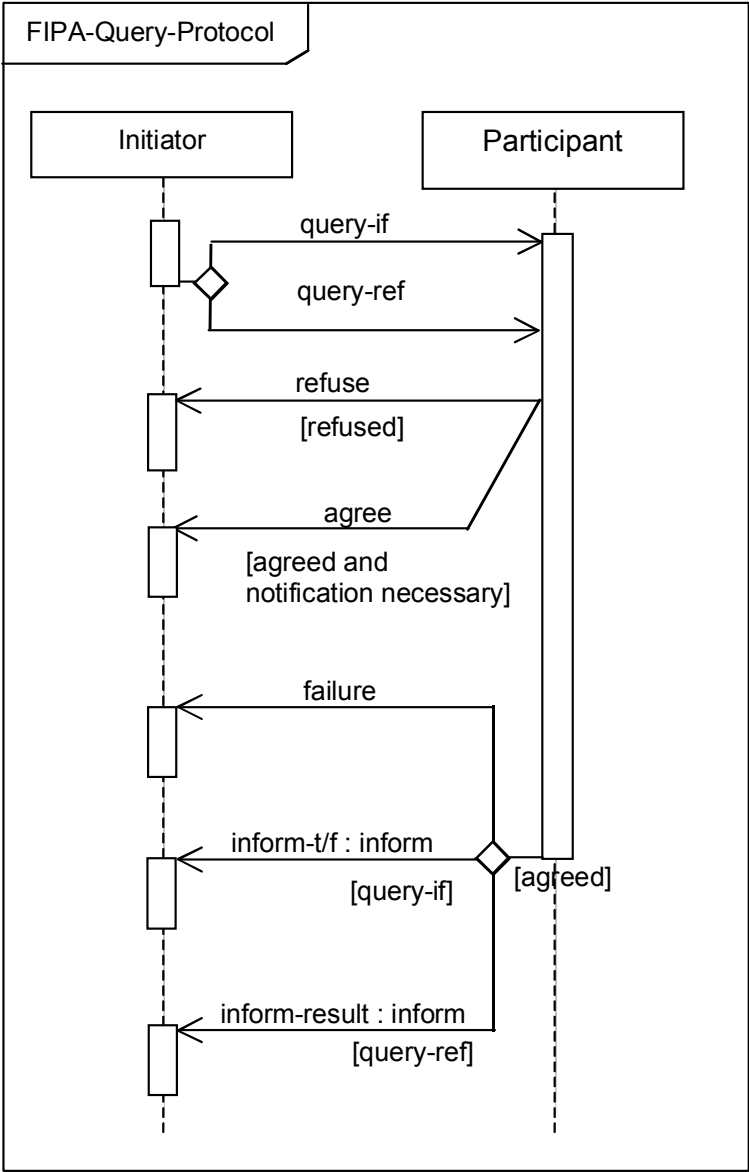 FIPA-Query-Protocol
Initiator
Participant
query-if
query-ref
refuse
[refused]
agree
[agreed and
notification necessary]
failure
inform-t/f : inform
[query-if]
[agreed]
inform-result : inform
[query-ref]